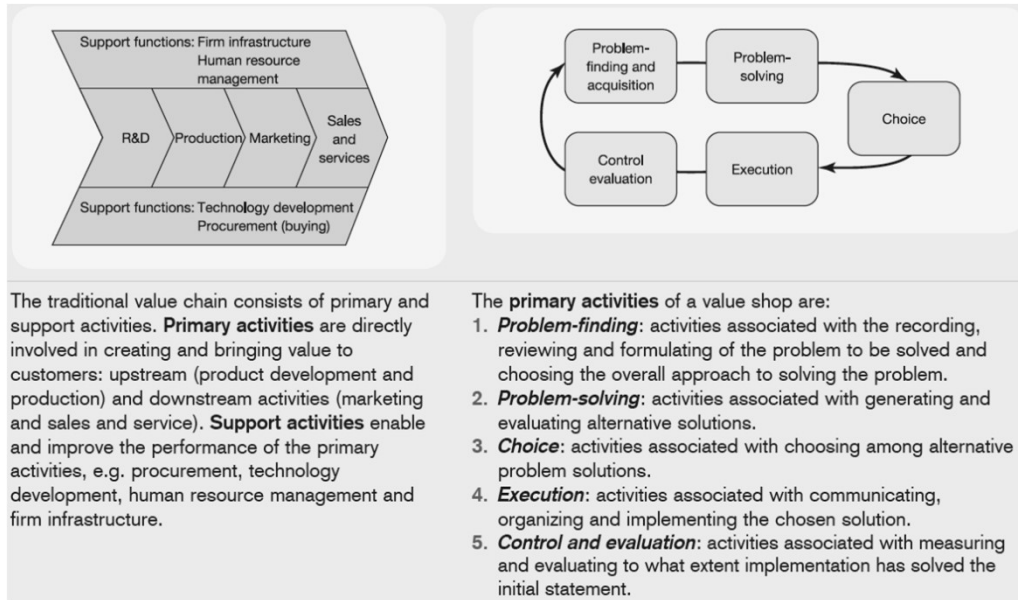 Support functions: Firm infrastructure
Human resource
management
R&D
Production
Marketing
Sales
and
services
Support functions: Technology development
Procurement (buying)
Problem-
finding and
acquisition
Problem-
solving
Choice
Execution
Control
evaluation
The traditional value chain consists of primary and
support activities. Primary activities are directly
involved in creating and bringing value to
customers: upstream (product development and
production) and downstream activities (marketing
and sales and service). Support activities enable
and improve the performance of the primary
activities, e.g. procurement, technology
development, human resource management and
firm infrastructure.
The primary activities of a value shop are:
1. Problem-finding: activities associated with the recording,
reviewing and formulating of the problem to be solved and
choosing the overall approach to solving the problem.
2. Problem-solving: activities associated with generating and
evaluating alternative solutions.
3. Choice: activities associated with choosing among alternative
problem solutions.
4. Execution: activities associated with communicating,
organizing and implementing the chosen solution.
5. Control and evaluation: activities associated with measuring
and evaluating to what extent implementation has solved the
initial statement.